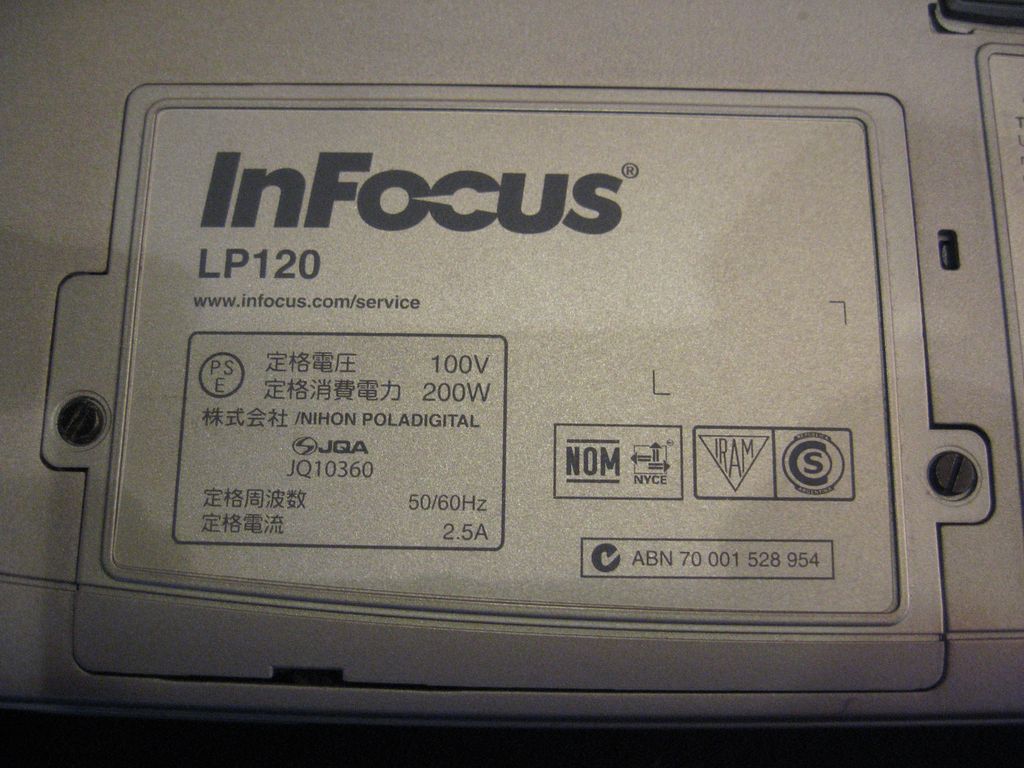 InFocus®
LP120
www.infocus.com/service
PSE 定格電圧 100V
定格消費電力 200W
株式会社 /NIHON POLADIGITAL
JQA
JQ10360
定格周波数 50/60Hz
定格電流 2.5A
NOM NYCE
IRAM S
ABN 70 001 528 954